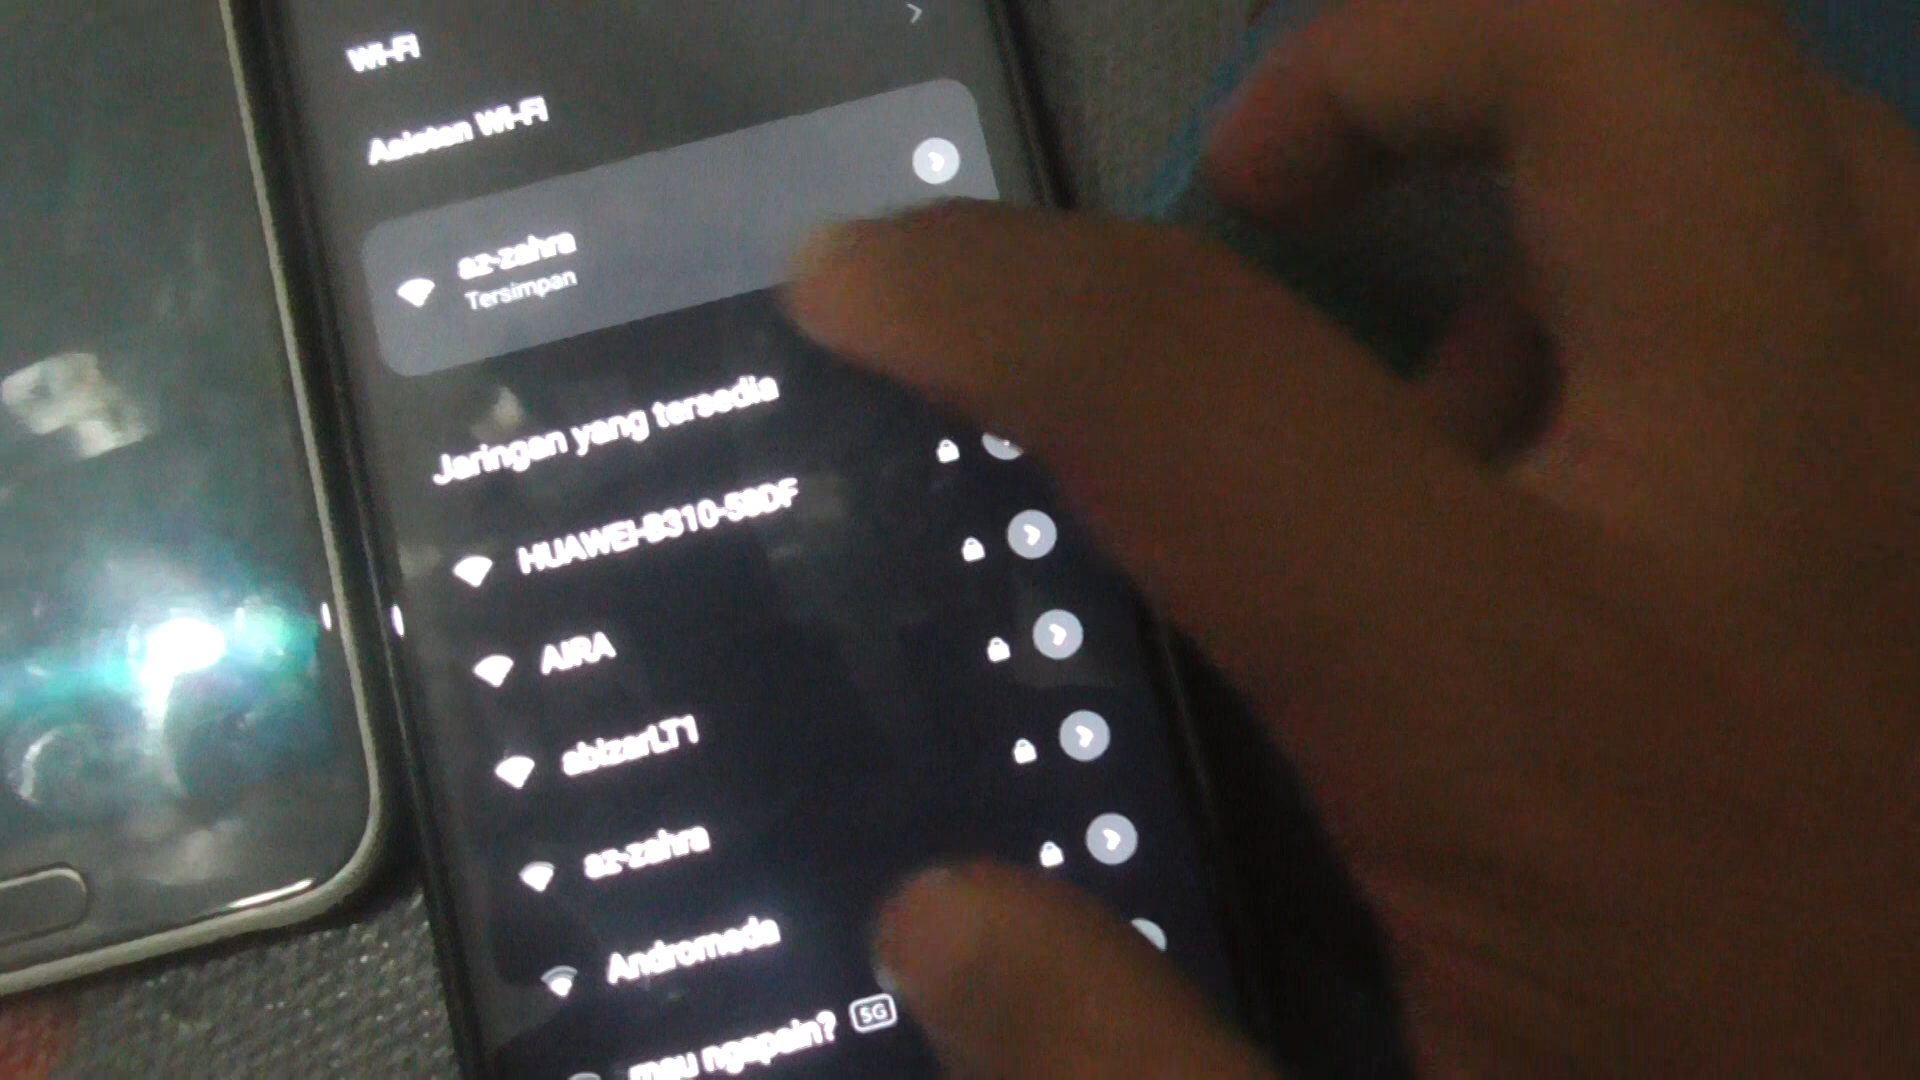 Wi-Fi
Asisten Wi-Fi
az-zahra
Tersimpan
Jaringan yang tersedia
HUAWEI-B310-58DF
AIRA
abizarLT1
az-zahra
Andromeda
mau ngapain? 5G